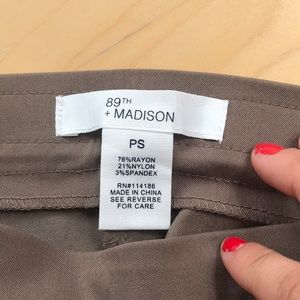 89TH
+ MADISON
PS
76%RAYON
21%NYLON
3%SPANDEX
RN#114186
MADE IN CHINA
SEE REVERSE
FOR CARE